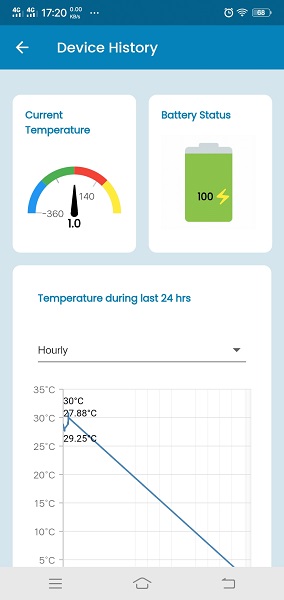 4G 4G 17:20 0.00 KB/s ... 68
Device History
Current
Temperature
-360
140
1.0
Battery Status
100
Temperature during last 24 hrs
Hourly
35°C
30°C
30°C
27.88°C
29.25°C
25°C
20°C
15°C
10°C
5°C